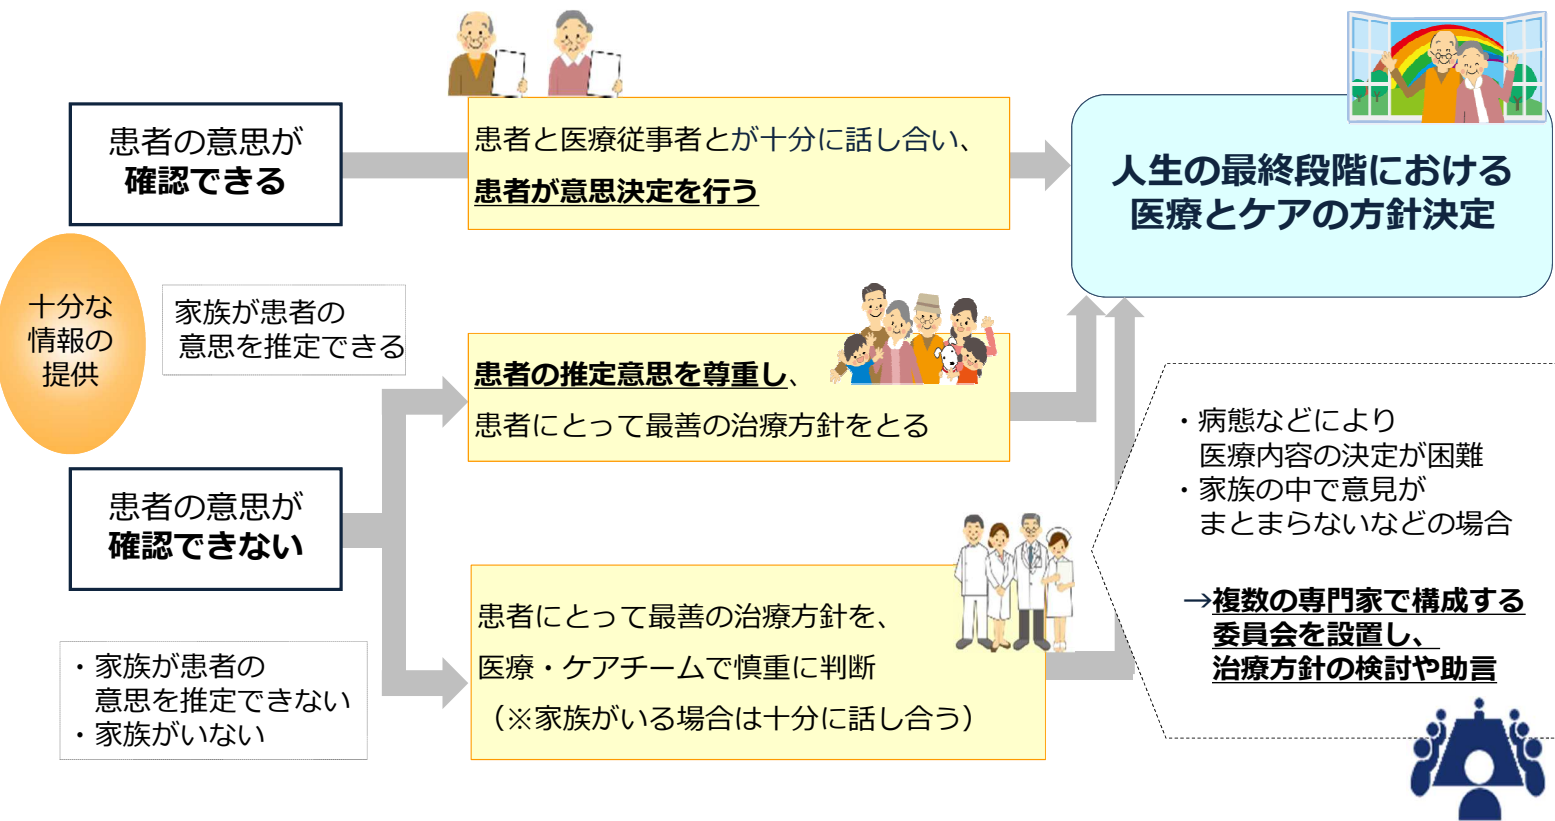 患者の意思が
確認できる
患者と医療従事者とが十分に話し合い、
患者が意思決定を行う
人生の最終段階における
医療とケアの方針決定
十分な
情報の
提供
家族が患者の
意思を推定できる
患者の推定意思を尊重し、
患者にとって最善の治療方針をとる
患者の意思が
確認できない
・家族が患者の
意思を推定できない
・家族がいない
患者にとって最善の治療方針を、
医療・ケアチームで慎重に判断
（※家族がいる場合は十分に話し合う）
・病態などにより
医療内容の決定が困難
・家族の中で意見が
まとまらないなどの場合
→複数の専門家で構成する
委員会を設置し、
治療方針の検討や助言